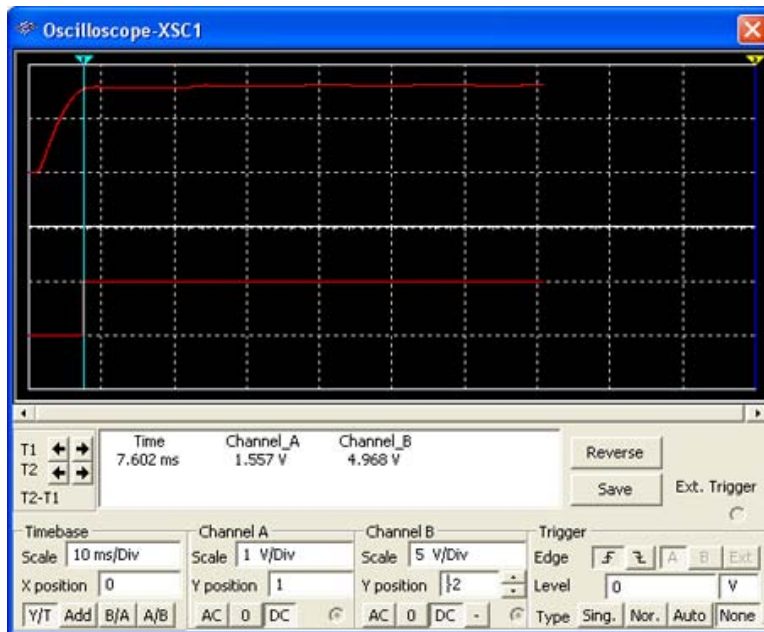 Oscilloscope-XSC1
1
2
T1
T2
T2-T1
Time Channel_A Channel_B
7.602 ms 1.557 V 4.968 V
Reverse
Save
Ext. Trigger
Timebase
Scale 10 ms/Div
X position 0
Y/T Add B/A A/B
Channel A
Scale 1 V/Div
Y position 1
AC 0 DC
Channel B
Scale 5 V/Div
Y position -2
AC 0 DC -
Trigger
Edge A B Ext
Level 0 V
Type Sing. Nor. Auto None